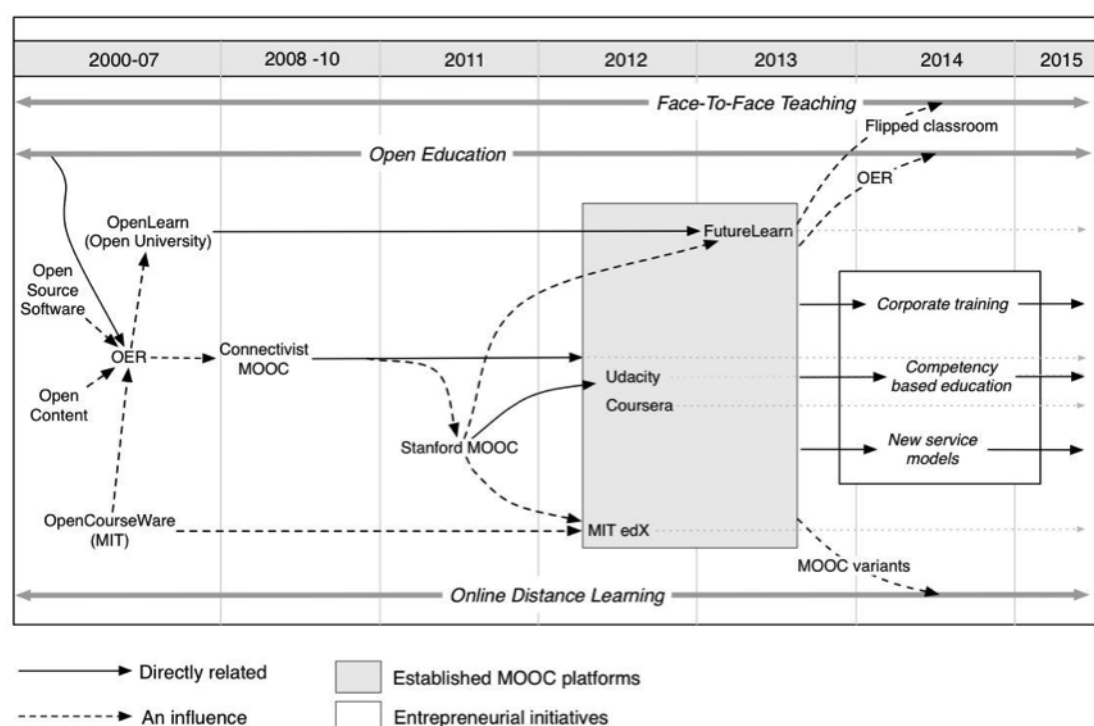 2000-07
2008 -10
2011
2012
2013
2014
2015
Face-To-Face Teaching
Flipped classroom
Open Education
OER
OpenLearn
(Open University)
FutureLearn
Open
Source
Software
Corporate training
OER
Connectivist
MOOC
Udacity
Competency
based education
Open
Content
Coursera
Stanford MOOC
New service
models
OpenCourseWare
(MIT)
MIT edX
MOOC variants
Online Distance Learning
Directly related
Established MOOC platforms
An influence
Entrepreneurial initiatives